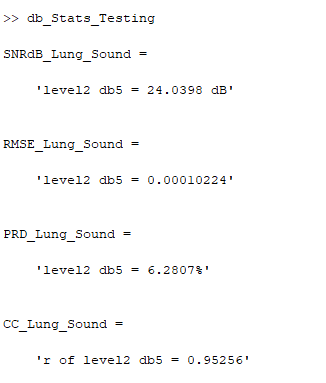 >> db_Stats_Testing
SNRdB_Lung_Sound =
'level2 db5 = 24.0398 dB'
RMSE_Lung_Sound =
'level2 db5 = 0.00010224'
PRD_Lung_Sound =
'level2 db5 = 6.2807%'
CC_Lung_Sound =
'r of level2 db5 = 0.95256'